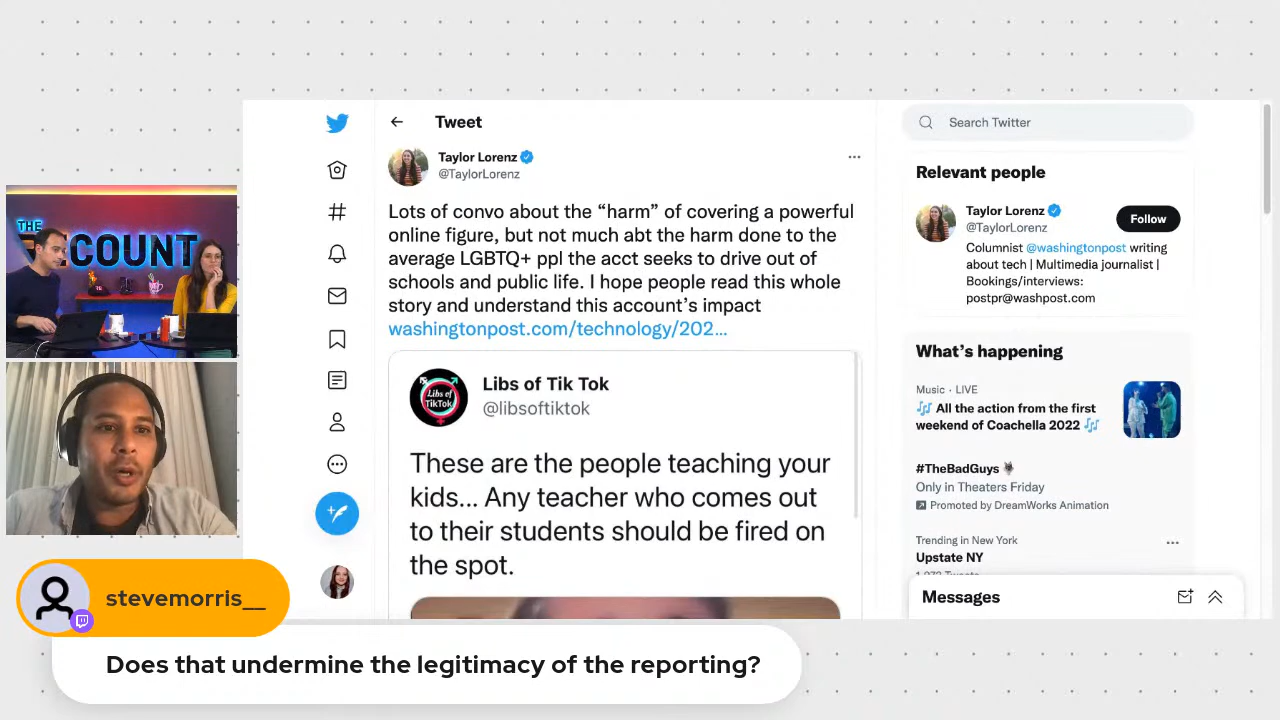 THE
RECOUNT
Tweet
Taylor Lorenz
@TaylorLorenz
Lots of convo about the “harm” of covering a powerful
online figure, but not much abt the harm done to the
average LGBTQ+ ppl the acct seeks to drive out of
schools and public life. I hope people read this whole
story and understand this account’s impact
washingtonpost.com/technology/202...
Libs of
TikTok
Libs of Tik Tok
@libsoftiktok
These are the people teaching your
kids... Any teacher who comes out
to their students should be fired on
the spot.
Search Twitter
Relevant people
Taylor Lorenz
@TaylorLorenz
Follow
Columnist @washingtonpost writing
about tech | Multimedia journalist |
Bookings/interviews:
postpr@washpost.com
What’s happening
Music · LIVE
🎶 All the action from the first
weekend of Coachella 2022 🎶
#TheBadGuys
Only in Theaters Friday
Promoted by DreamWorks Animation
Trending in New York
Upstate NY
Messages
stevemorris__
Does that undermine the legitimacy of the reporting?